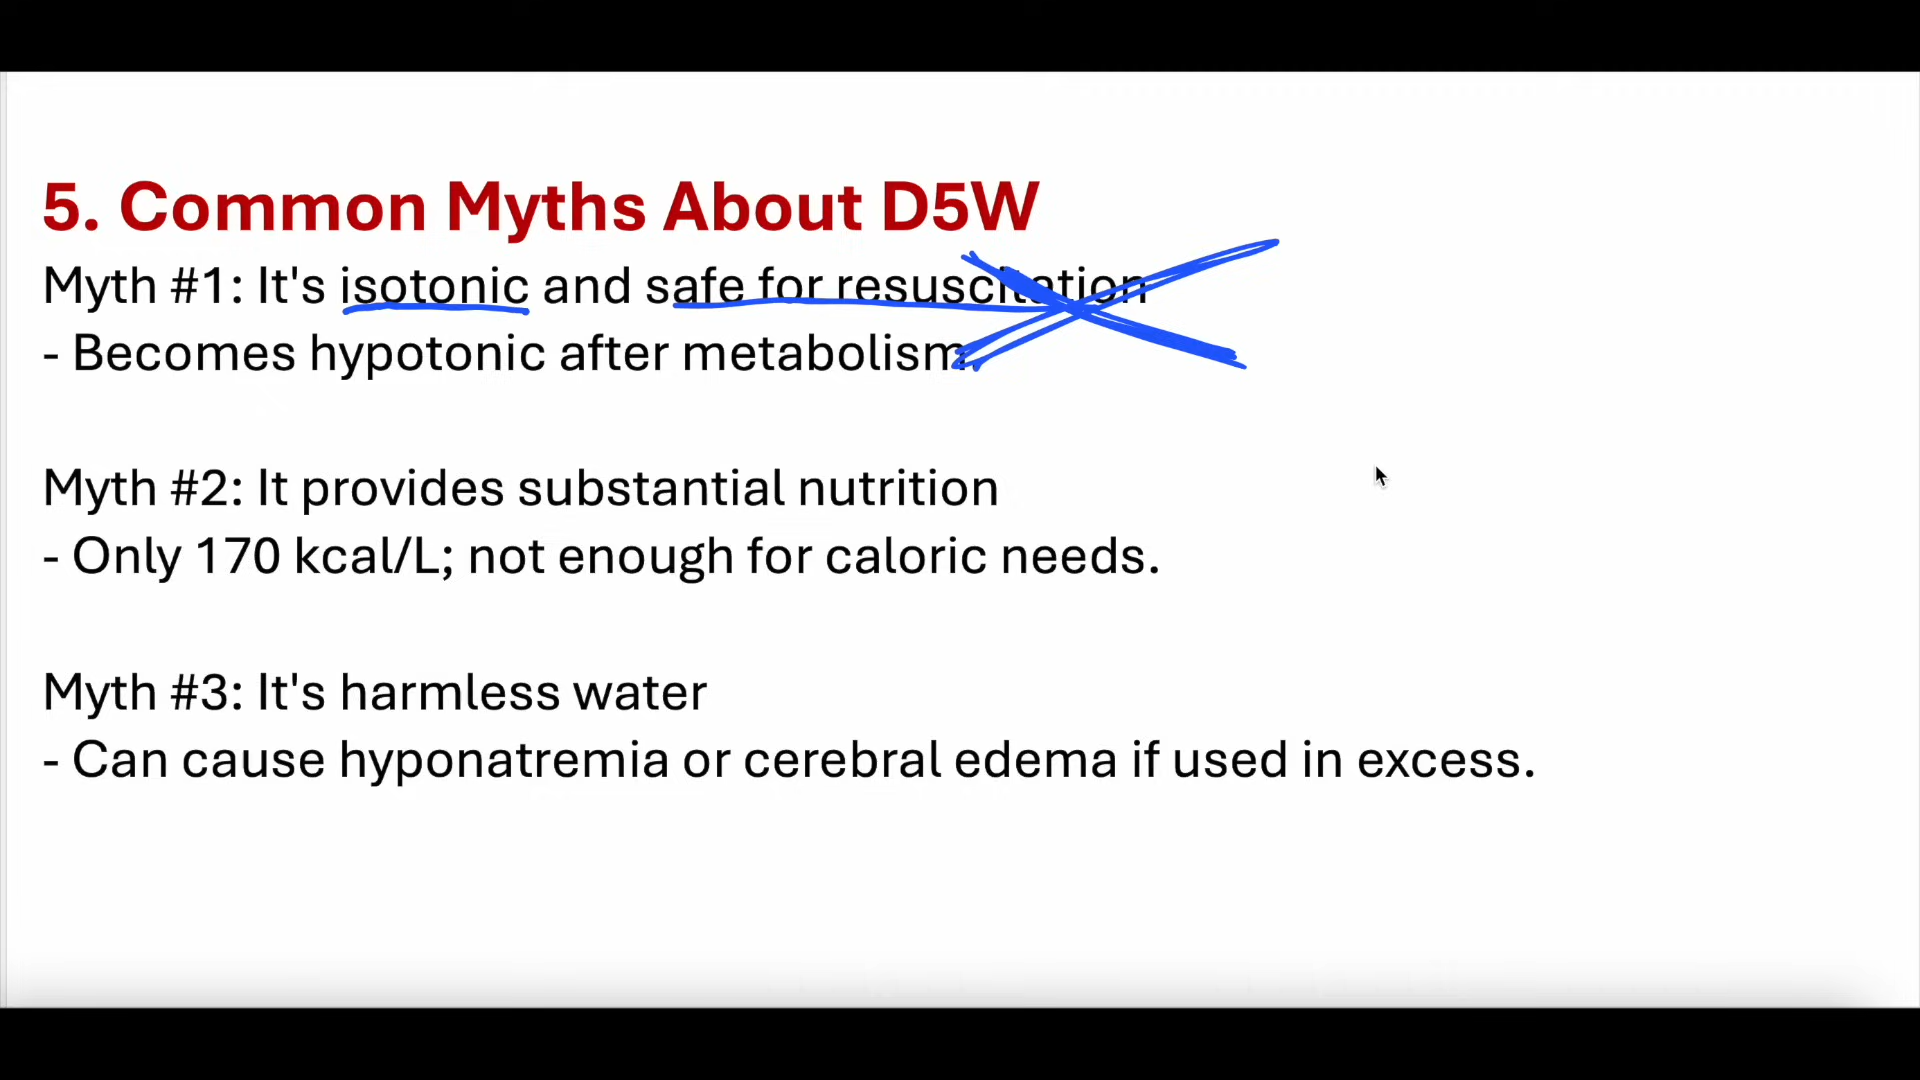 5. Common Myths About D5W
Myth #1: It's isotonic and safe for resuscitation
- Becomes hypotonic after metabolism.
Myth #2: It provides substantial nutrition
- Only 170 kcal/L; not enough for caloric needs.
Myth #3: It's harmless water
- Can cause hyponatremia or cerebral edema if used in excess.